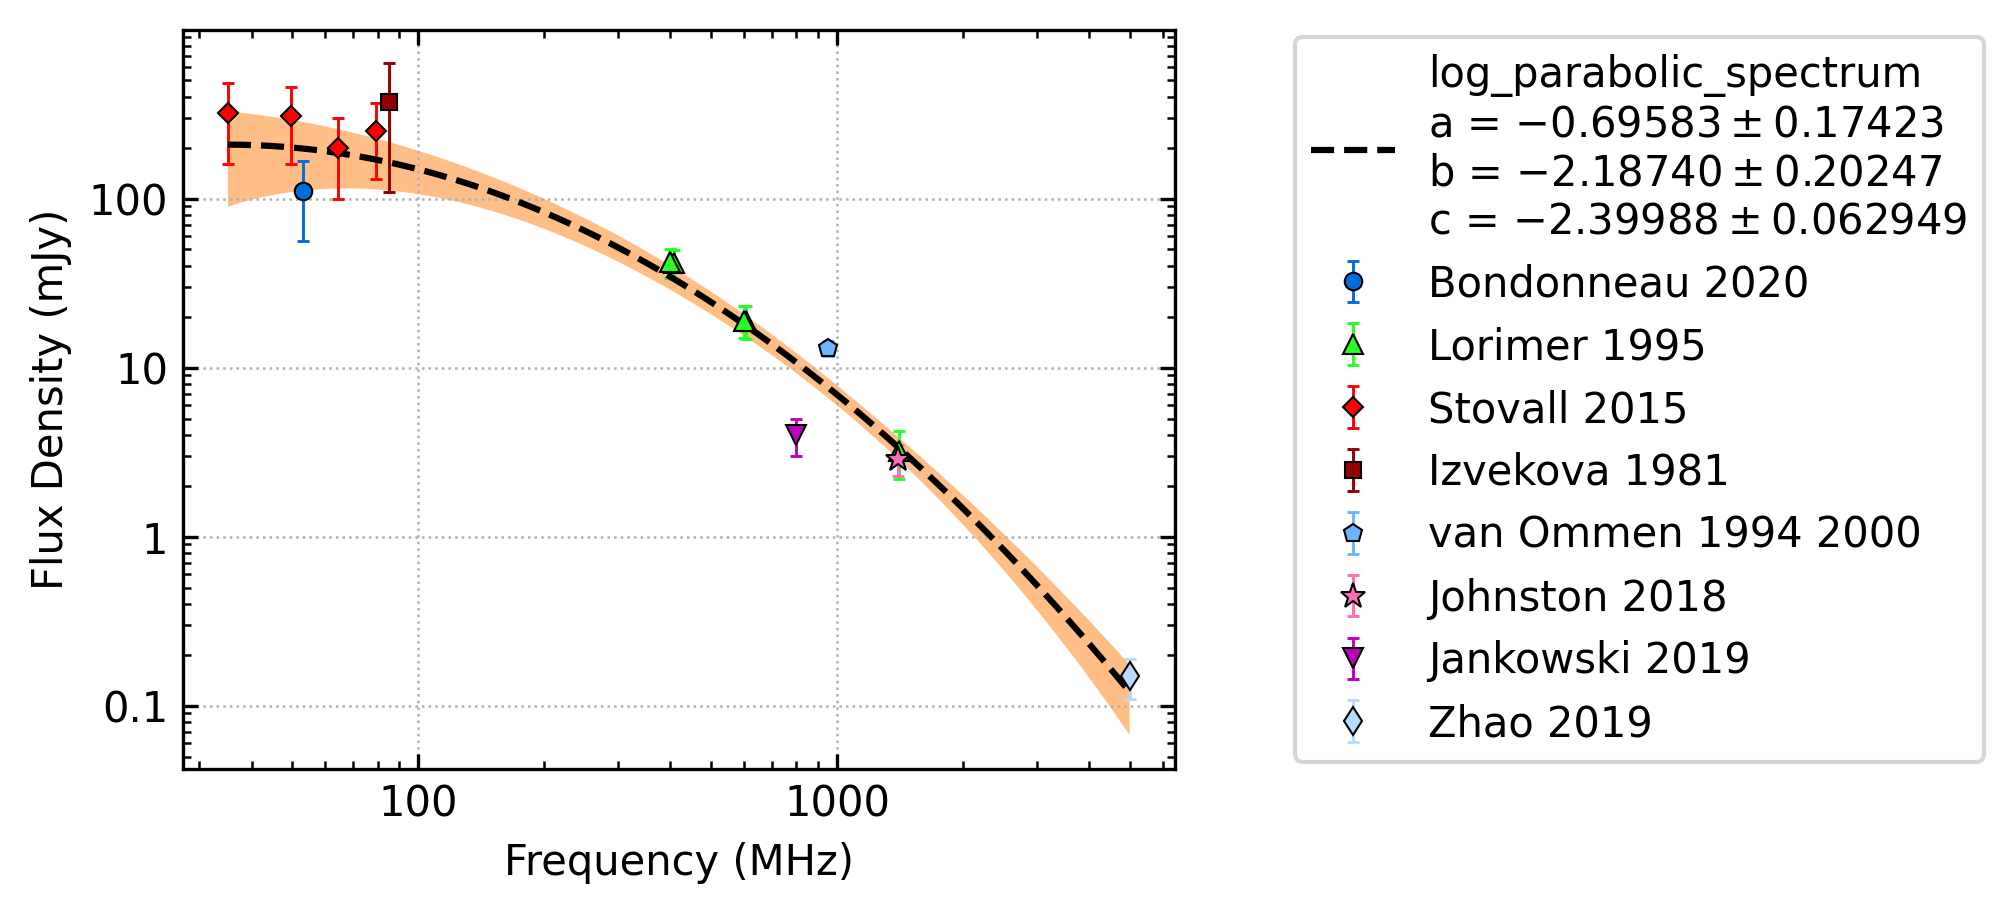 100
10
1
0.1
Flux Density (mJy)
100
1000
Frequency (MHz)
log_parabolic_spectrum
a = −0.69583 ± 0.17423
b = −2.18740 ± 0.20247
c = −2.39988 ± 0.062949
Bondonneau 2020
Lorimer 1995
Stovall 2015
Izvekova 1981
van Ommen 1994 2000
Johnston 2018
Jankowski 2019
Zhao 2019